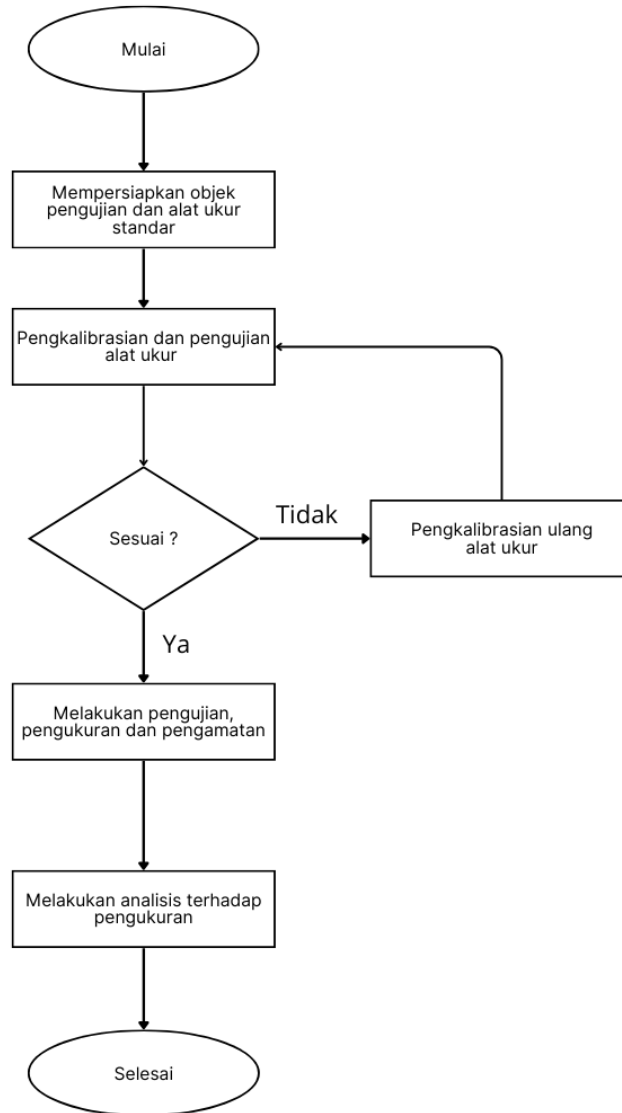 Mulai
Mempersiapkan objek
pengujian dan alat ukur
standar
Pengkalibrasian dan pengujian
alat ukur
Sesuai ?
Tidak
Pengkalibrasian ulang
alat ukur
Ya
Melakukan pengujian,
pengukuran dan pengamatan
Melakukan analisis terhadap
pengukuran
Selesai